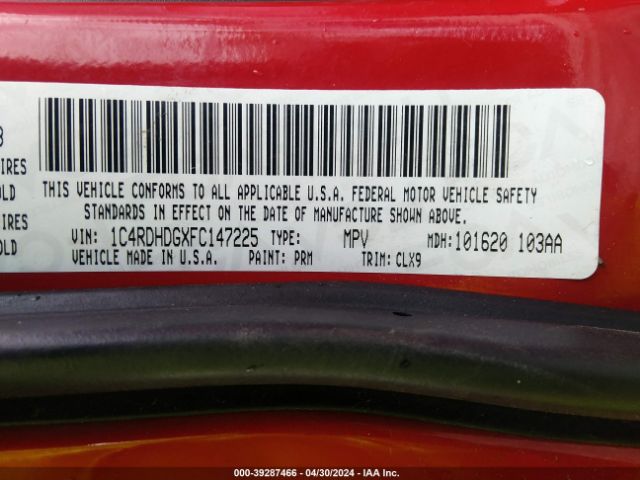 3
IRES
OLD
IRES
OLD
THIS VEHICLE CONFORMS TO ALL APPLICABLE U.S.A. FEDERAL MOTOR VEHICLE SAFETY
STANDARDS IN EFFECT ON THE DATE OF MANUFACTURE SHOWN ABOVE.
VIN: 1C4RDHDGXFC147225 TYPE: MPV MDH:101620 103AA
VEHICLE MADE IN U.S.A. PAINT: PRM TRIM: CLX9
000-39287466 - 04/30/2024 - IAA Inc.